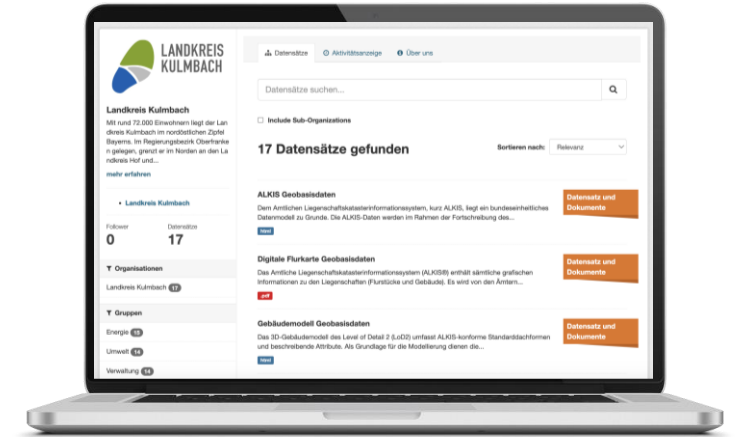 LANDKREIS
KULMBACH
Landkreis Kulmbach
Mit rund 72.000 Einwohnern liegt der Lan
dkreis Kulmbach im nordöstlichen Zipfel
Bayerns. Im Regierungsbezirk Oberfranke
n gelegen, grenzt er im Norden an den La
ndkreis Hof und...
mehr erfahren
Landkreis Kulmbach
Follower Datensätze
0 17
Organisationen
Landkreis Kulmbach 17
Gruppen
Energie 15
Umwelt 14
Verwaltung 14
Datensätze Aktivitätsanzeige Über uns
Datensätze suchen...
Include Sub-Organizations
17 Datensätze gefunden
Sortieren nach: Relevanz
ALKIS Geobasisdaten
Dem Amtlichen Liegenschaftskatasterinformationssystem, kurz ALKIS, liegt ein bundeseinheitliches
Datenmodell zu Grunde. Die ALKIS-Daten werden im Rahmen der Fortschreibung des...
html
Datensatz und
Dokumente
Digitale Flurkarte Geobasisdaten
Das Amtliche Liegenschaftskatasterinformationssystem (ALKIS®) enthält sämtliche grafischen
Informationen zu den Liegenschaften (Flurstücke und Gebäude). Es wird von den Ämtern...
.pdf
Datensatz und
Dokumente
Gebäudemodell Geobasisdaten
Das 3D-Gebäudemodell des Level of Detail 2 (LoD2) umfasst ALKIS-konforme Standarddachformen
und beschreibende Attribute. Als Grundlage für die Modellierung dienen die...
html
Datensatz und
Dokumente